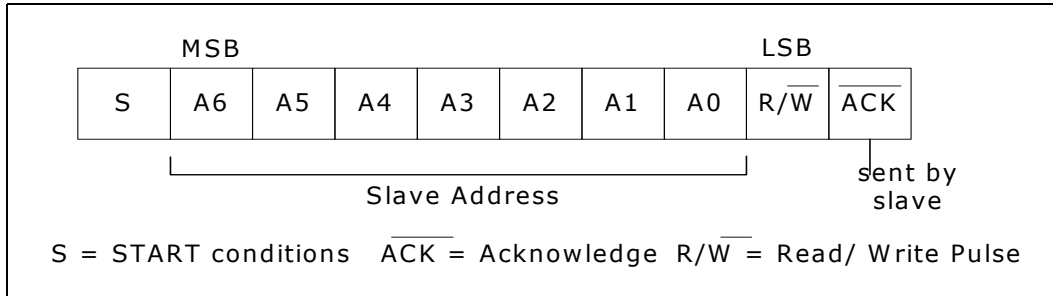 MSB LSB
S A6 A5 A4 A3 A2 A1 A0 R/W ACK
sent by
Slave Address
slave
S = START conditions ACK = Acknowledge R/W = Read/ Write Pulse